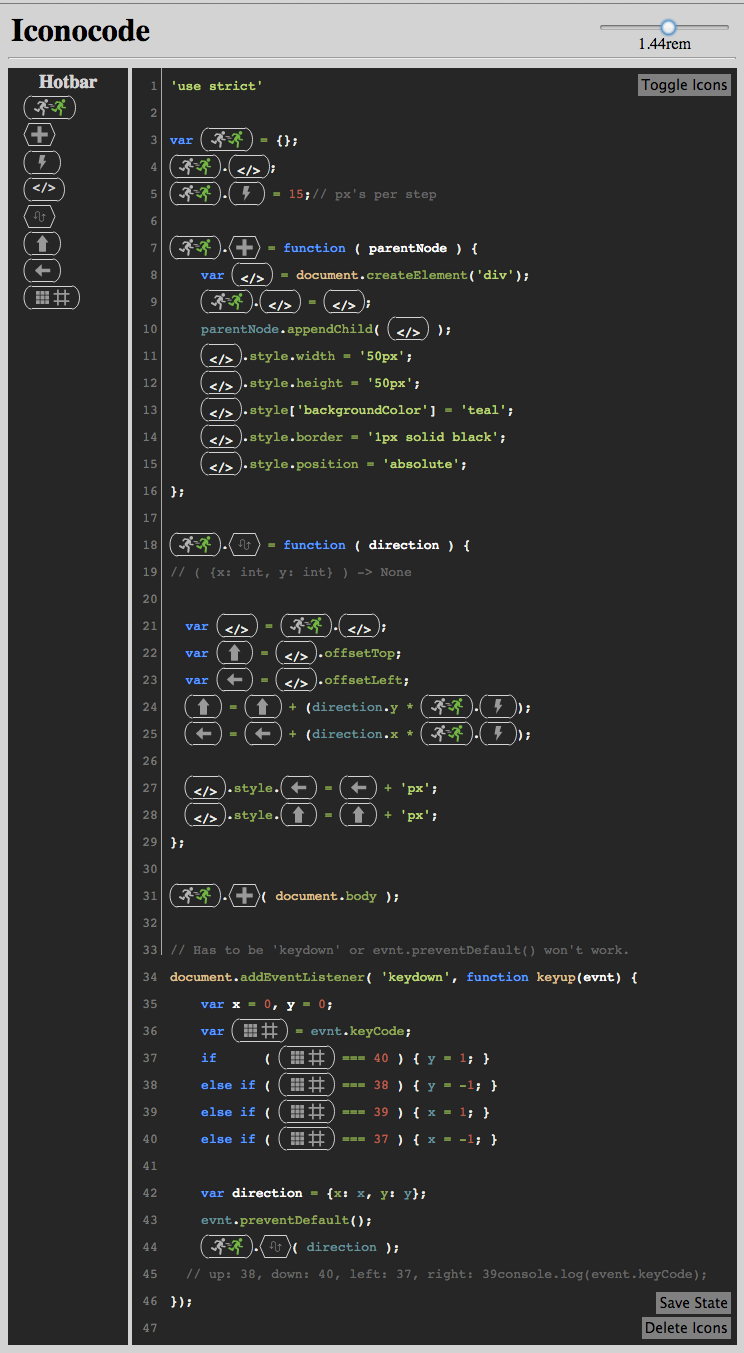 Iconocode
1.44rem
Hotbar
</>
Toggle Icons
1 'use strict'
2
3 var = {};
4 .</>;
5 . = 15;// px's per step
6
7 . = function ( parentNode ) {
8 var </> = document.createElement('div');
9 .</> = </>;
10 parentNode.appendChild( </> );
11 </>.style.width = '50px';
12 </>.style.height = '50px';
13 </>.style['backgroundColor'] = 'teal';
14 </>.style.border = '1px solid black';
15 </>.style.position = 'absolute';
16 };
17
18 . = function ( direction ) {
19 // ( {x: int, y: int} ) -> None
20
21 var </> = .</>;
22 var = </>.offsetTop;
23 var = </>.offsetLeft;
24 = + (direction.y * .);
25 = + (direction.x * .);
26
27 </>.style. = + 'px';
28 </>.style. = + 'px';
29 };
30
31 .( document.body );
32
33 // Has to be 'keydown' or evnt.preventDefault() won't work.
34 document.addEventListener( 'keydown', function keyup(evnt) {
35 var x = 0, y = 0;
36 var = evnt.keyCode;
37 if ( === 40 ) { y = 1; }
38 else if ( === 38 ) { y = -1; }
39 else if ( === 39 ) { x = 1; }
40 else if ( === 37 ) { x = -1; }
41
42 var direction = {x: x, y: y};
43 evnt.preventDefault();
44 .( direction );
45 // up: 38, down: 40, left: 37, right: 39console.log(event.keyCode);
46 });
47
Save State
Delete Icons